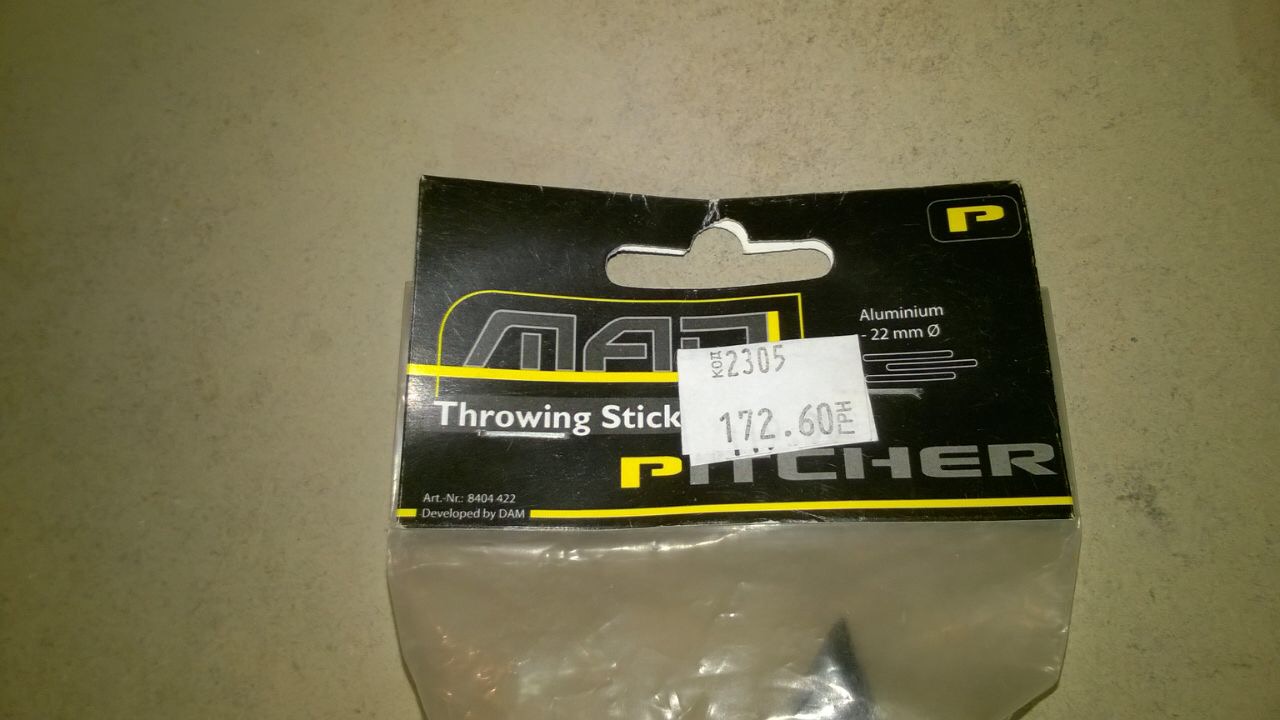 P
MAD
Aluminium
- 22 mm Ø
код 2305
172.60 ГРН
Throwing Stick
PITCHER
Art.-Nr.: 8404 422
Developed by DAM